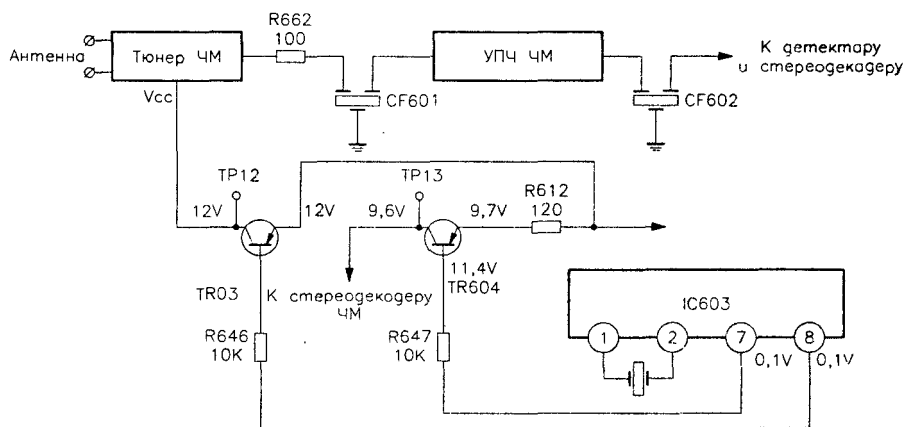 R662
100
Антенна
Тюнер ЧМ
УПЧ ЧМ
К детектару
и стереодекадеру
Vcc
CF601
CF602
TP12
TP13
R612
120
12V
12V
9,6V
9,7V
11,4V
TR604
TR03
К стереодекодеру
ЧМ
IC603
R646
10K
R647
10K
1
2
7
8
0,1V
0,1V